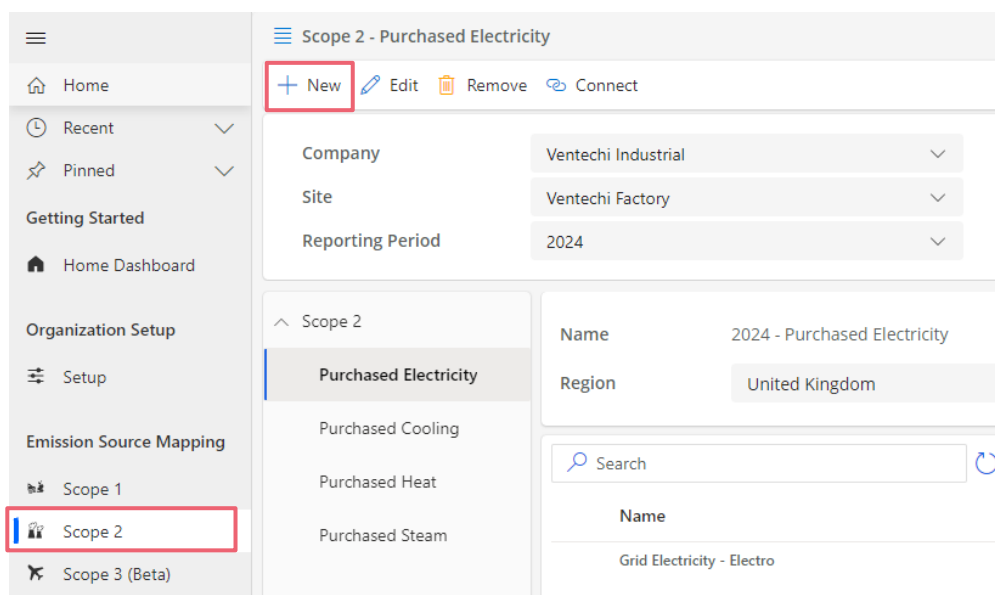 Home
Recent
Pinned
Getting Started
Home Dashboard
Organization Setup
Setup
Emission Source Mapping
Scope 1
Scope 2
Scope 3 (Beta)
Scope 2 - Purchased Electricity
New Edit Remove Connect
Company Ventechi Industrial
Site Ventechi Factory
Reporting Period 2024
Scope 2
Purchased Electricity
Purchased Cooling
Purchased Heat
Purchased Steam
Name 2024 - Purchased Electricity
Region United Kingdom
Search
Name
Grid Electricity - Electro